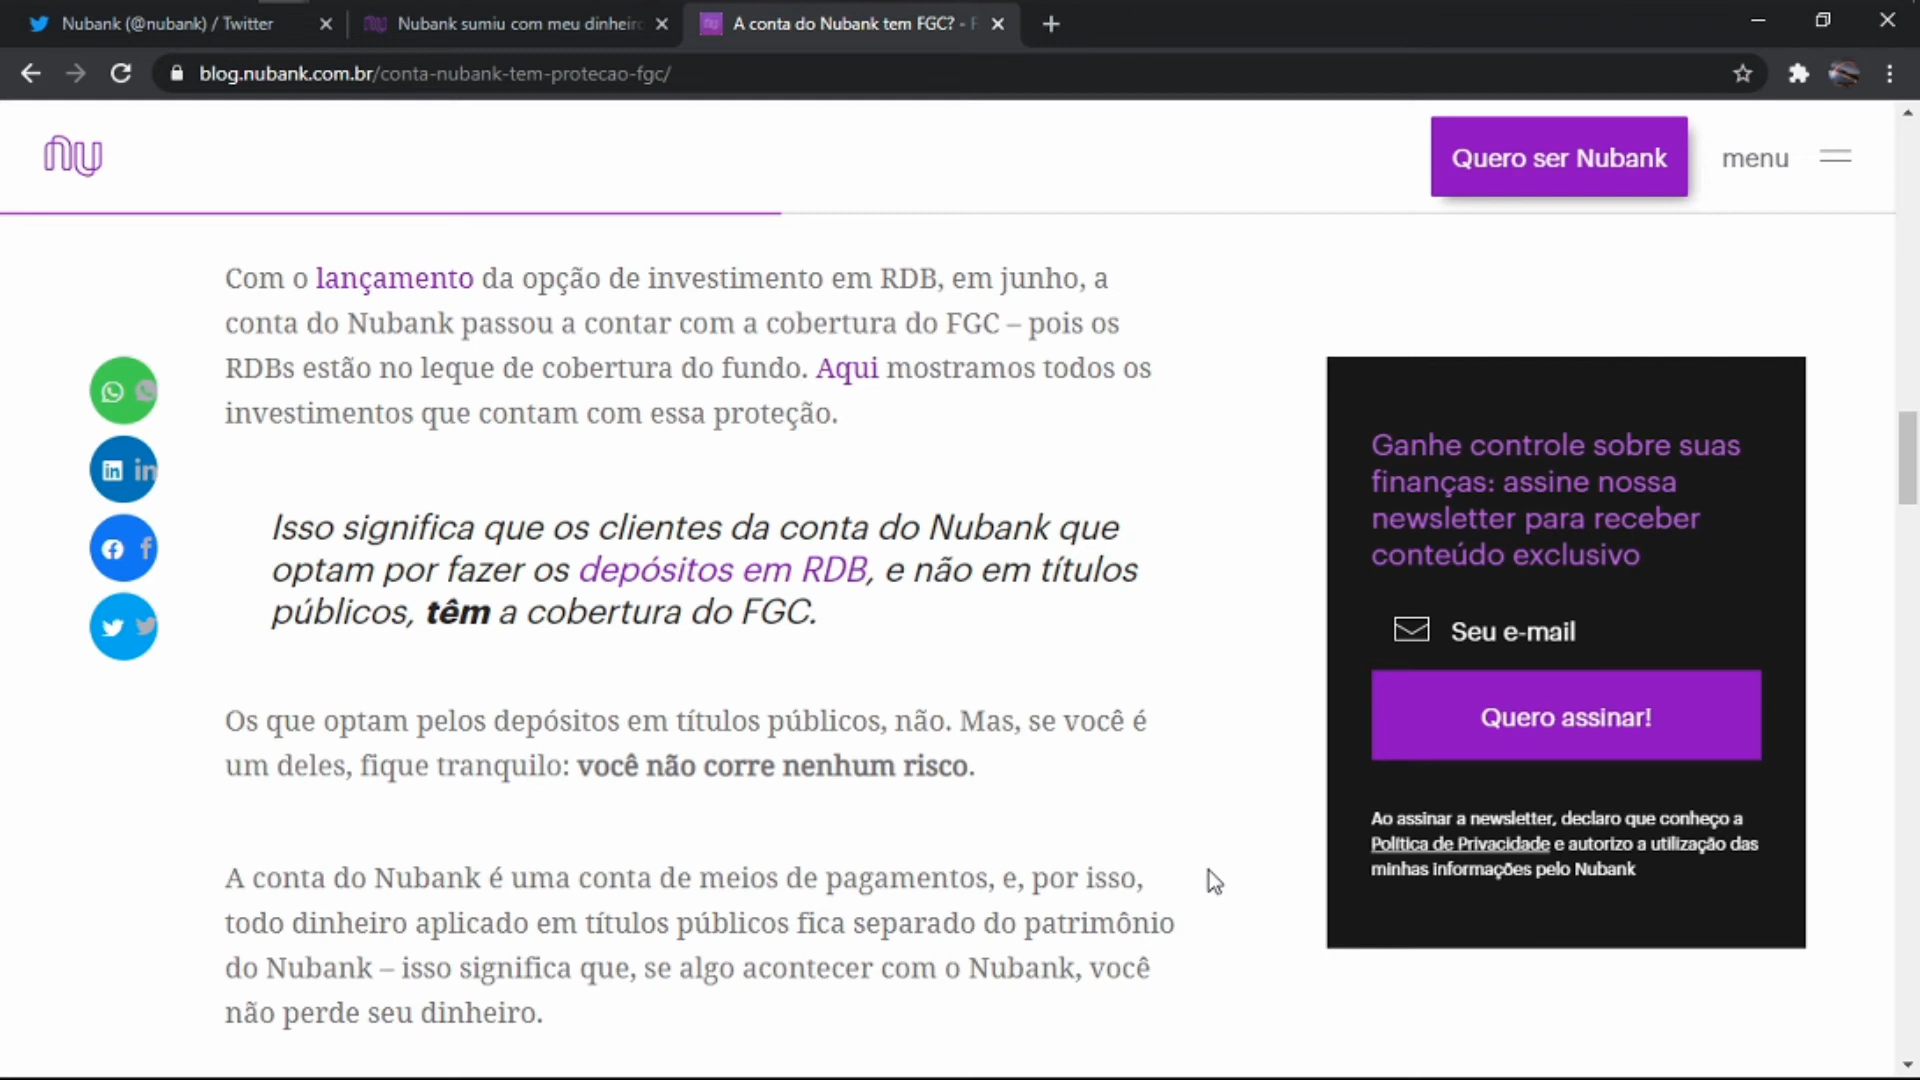 Nubank (@nubank) / Twitter
Nubank sumiu com meu dinheiro
A conta do Nubank tem FGC? -
blog.nubank.com.br/conta-nubank-tem-protecao-fgc/
nu
Quero ser Nubank
menu
Com o lançamento da opção de investimento em RDB, em junho, a
conta do Nubank passou a contar com a cobertura do FGC – pois os
RDBs estão no leque de cobertura do fundo. Aqui mostramos todos os
investimentos que contam com essa proteção.
Isso significa que os clientes da conta do Nubank que
optam por fazer os depósitos em RDB, e não em títulos
públicos, têm a cobertura do FGC.
Os que optam pelos depósitos em títulos públicos, não. Mas, se você é
um deles, fique tranquilo: você não corre nenhum risco.
A conta do Nubank é uma conta de meios de pagamentos, e, por isso,
todo dinheiro aplicado em títulos públicos fica separado do patrimônio
do Nubank – isso significa que, se algo acontecer com o Nubank, você
não perde seu dinheiro.
Ganhe controle sobre suas
finanças: assine nossa
newsletter para receber
conteúdo exclusivo
Seu e-mail
Quero assinar!
Ao assinar a newsletter, declaro que conheço a
Política de Privacidade e autorizo a utilização das
minhas informações pelo Nubank